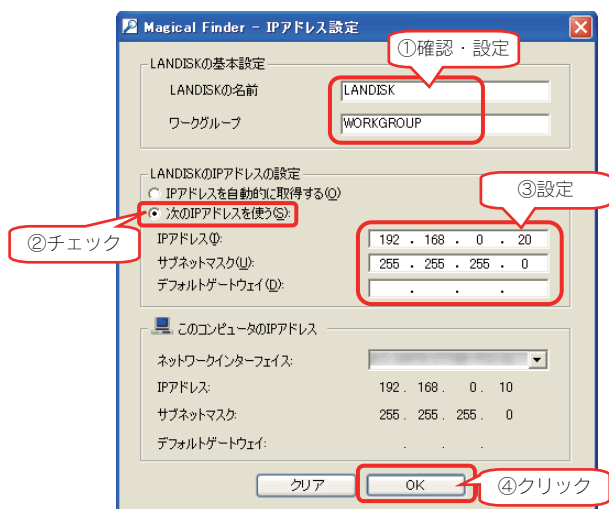 Magical Finder - IPアドレス設定
①確認・設定
LANDISKの基本設定
LANDISKの名前 LANDISK
ワークグループ WORKGROUP
LANDISKのIPアドレスの設定
IPアドレスを自動的に取得する(O)
③設定
次のIPアドレスを使う(S):
②チェック
IPアドレス(I): 192 . 168 . 0 . 20
サブネットマスク(U): 255 . 255 . 255 . 0
デフォルトゲートウェイ(D): . . .
このコンピュータのIPアドレス
ネットワークインターフェイス:
IPアドレス: 192 . 168 . 0 . 10
サブネットマスク: 255 . 255 . 255 . 0
デフォルトゲートウェイ: . . .
クリア OK ④クリック